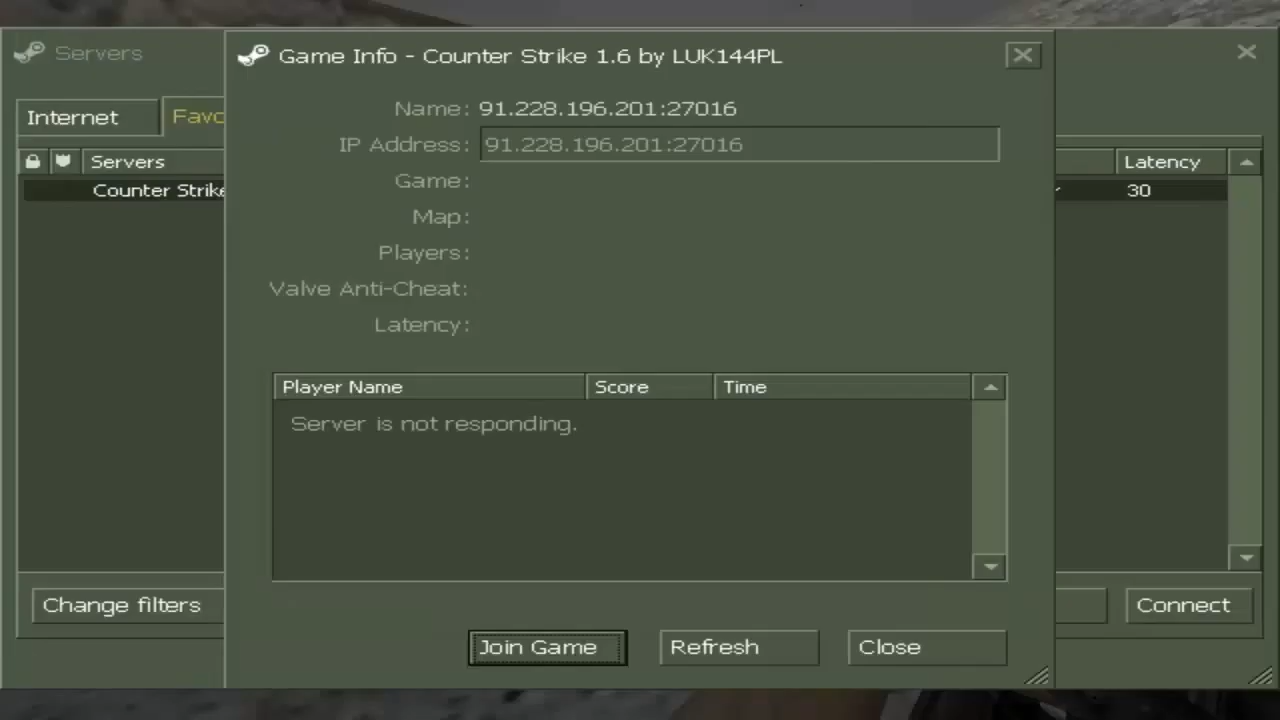 Servers
Game Info - Counter Strike 1.6 by LUK144PL
Internet
Favo
Name: 91.228.196.201:27016
IP Address: 91.228.196.201:27016
Game:
Map:
Players:
Valve Anti-Cheat:
Latency:
Servers
Latency
Counter Strike
30
Player Name Score Time
Server is not responding.
Change filters
Connect
Join Game Refresh Close